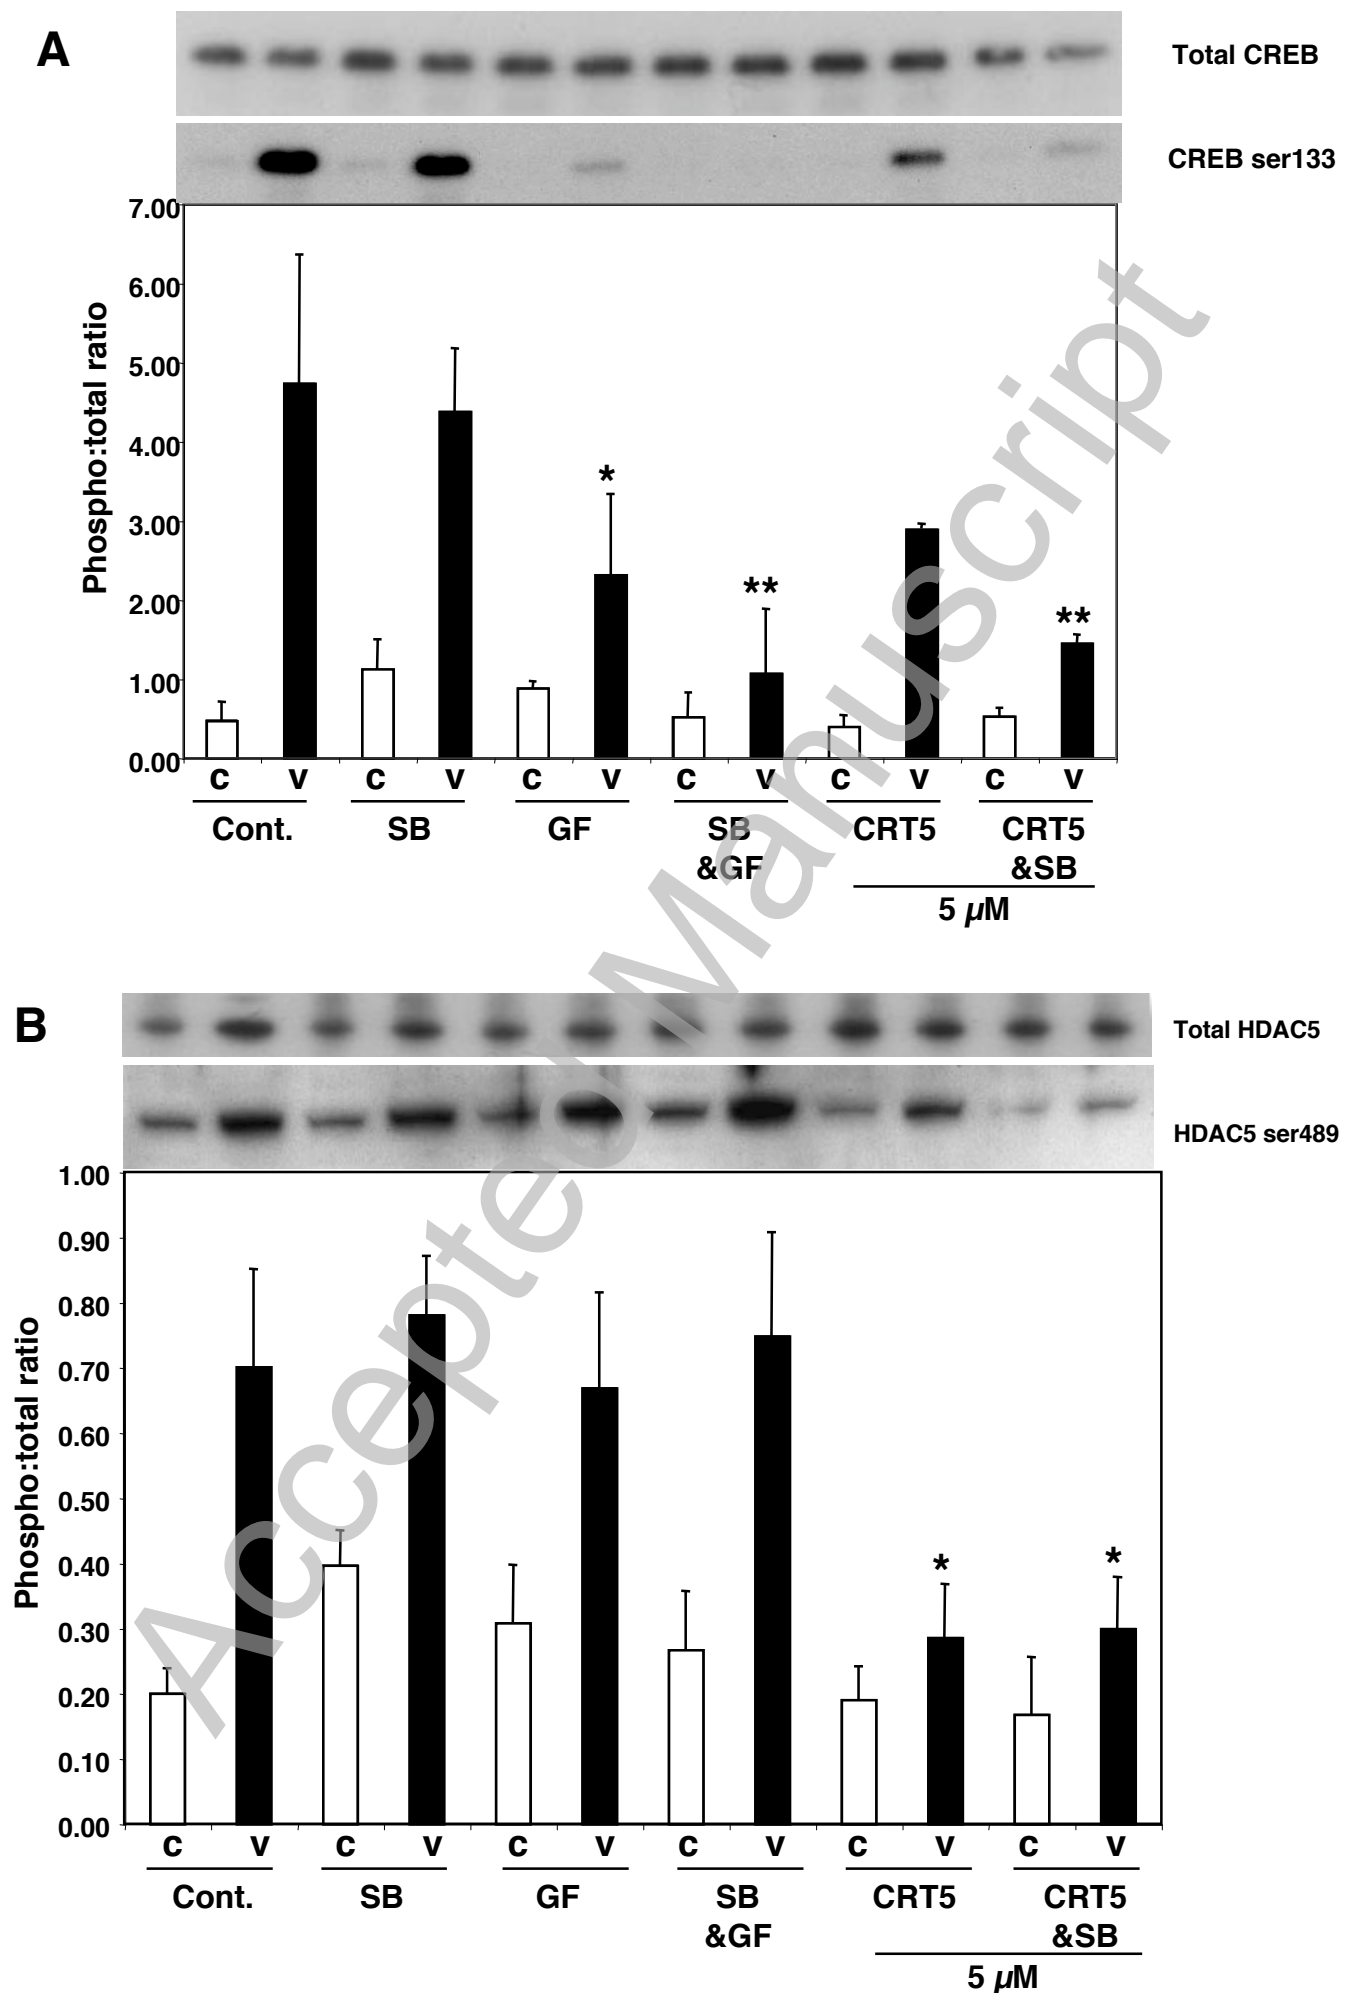 A
Total CREB
CREB ser133
7.00
6.00
5.00
4.00
3.00
2.00
1.00
0.00
Phospho:total ratio
* ** **
c v c v c v c v c v c v
Cont. SB GF SB CRT5 CRT5
&GF &SB
5 µM
B
Total HDAC5
HDAC5 ser489
1.00
0.90
0.80
0.70
0.60
0.50
0.40
0.30
0.20
0.10
0.00
Phospho:total ratio
* *
c v c v c v c v c v c v
Cont. SB GF SB CRT5 CRT5
&GF &SB
5 µM
Accepted Manuscript